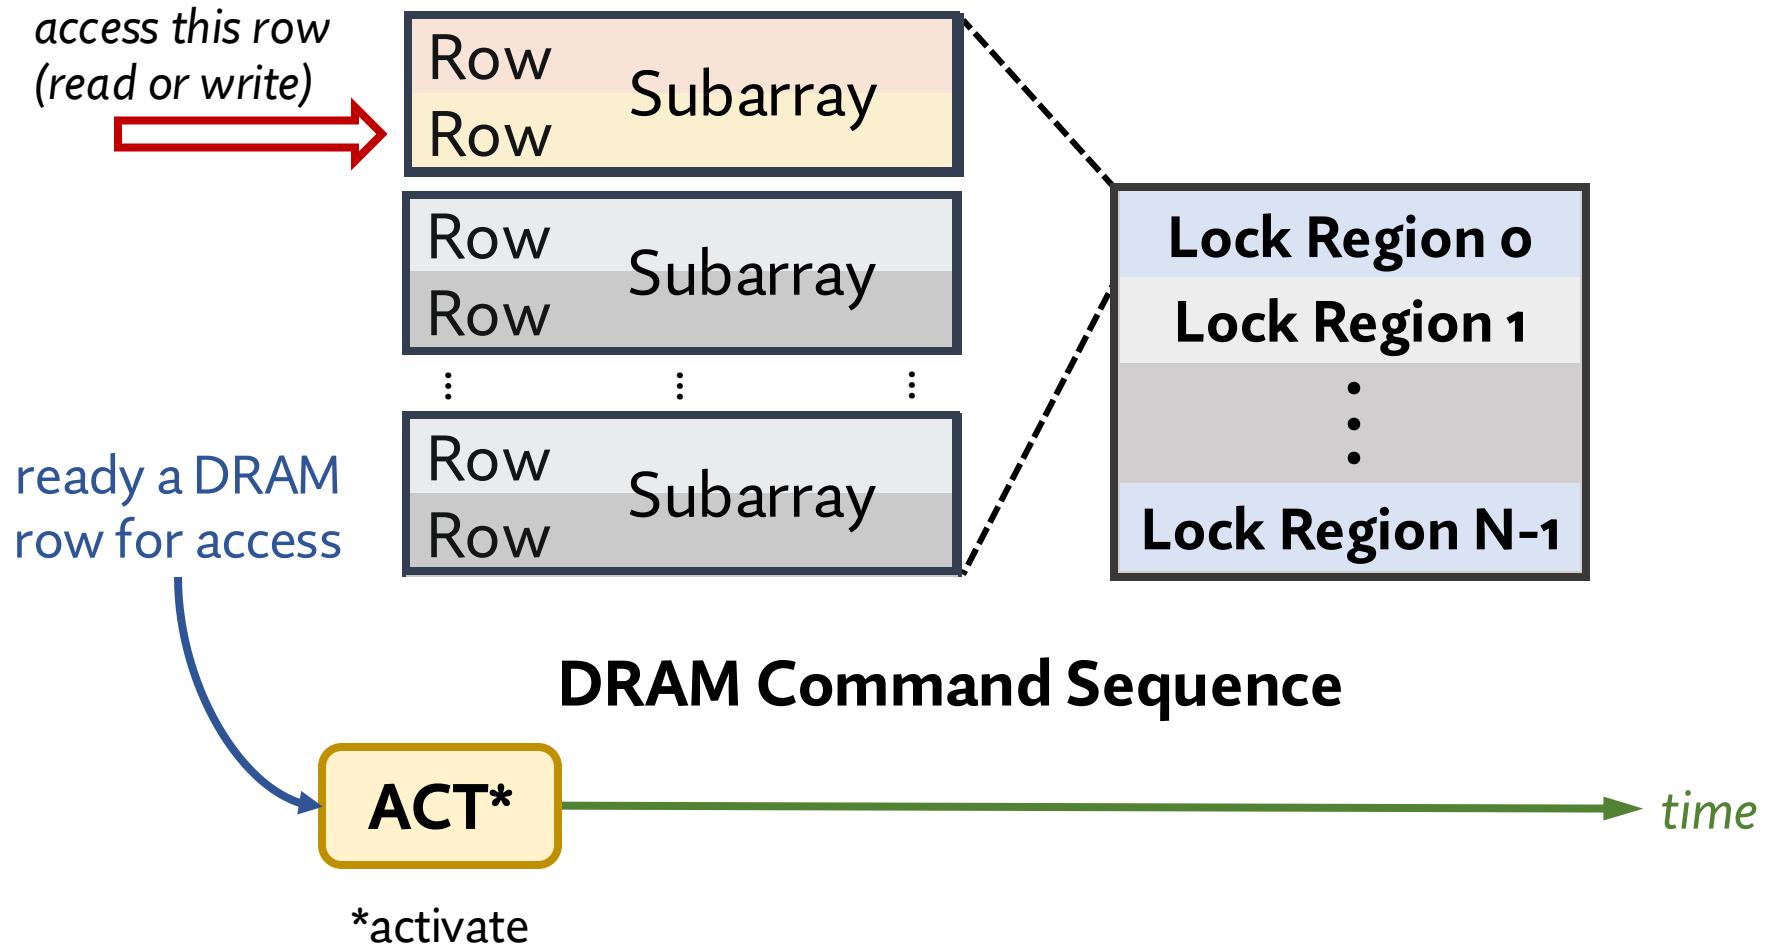 access this row
(read or write)
Row
Subarray
Row
Row
Subarray
Row
Row
Subarray
Row
Lock Region 0
Lock Region 1
Lock Region N-1
ready a DRAM
row for access
DRAM Command Sequence
ACT*
time
*activate